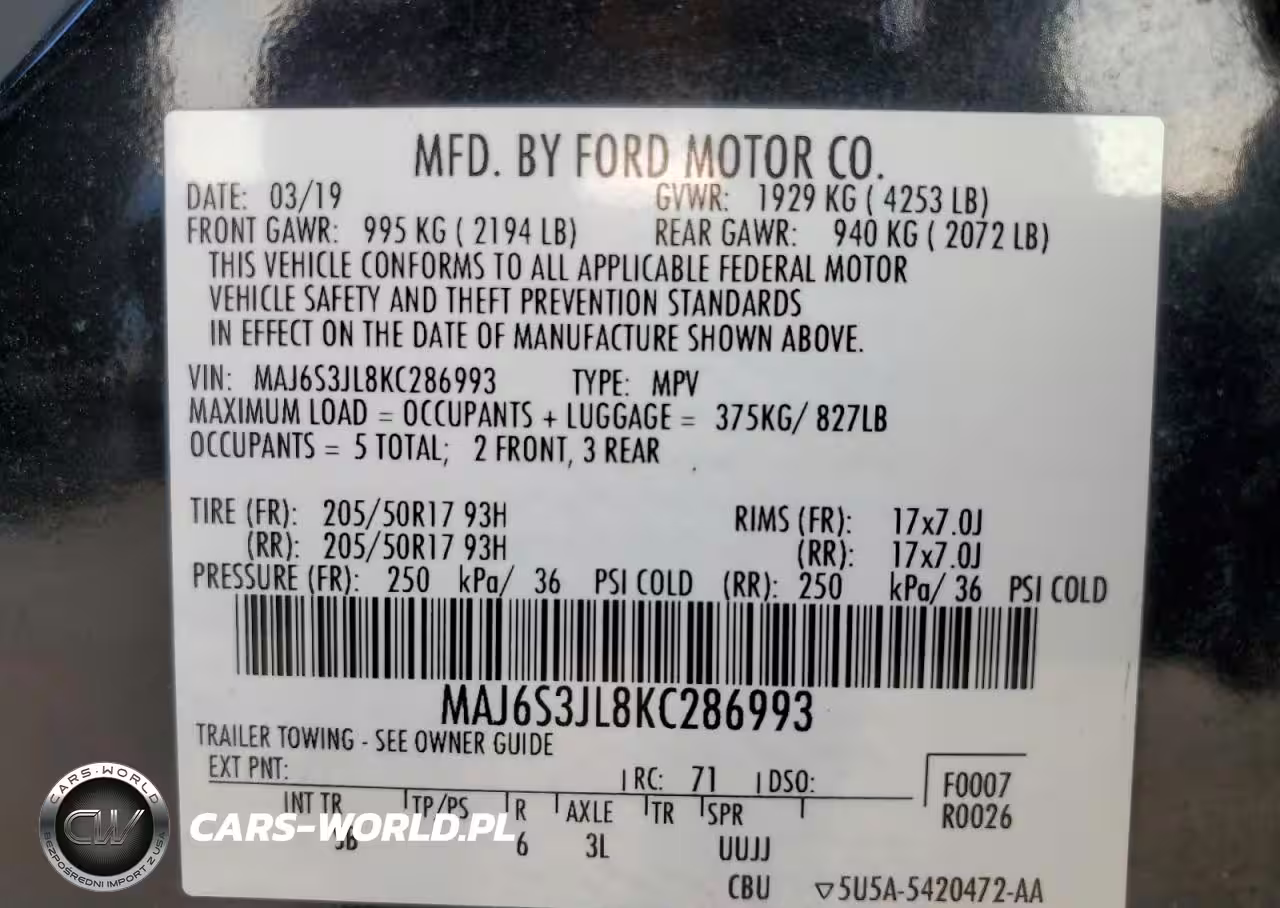 MFD. BY FORD MOTOR CO.
DATE: 03/19 GVWR: 1929 KG ( 4253 LB)
FRONT GAWR: 995 KG ( 2194 LB) REAR GAWR: 940 KG ( 2072 LB)
THIS VEHICLE CONFORMS TO ALL APPLICABLE FEDERAL MOTOR
VEHICLE SAFETY AND THEFT PREVENTION STANDARDS
IN EFFECT ON THE DATE OF MANUFACTURE SHOWN ABOVE.
VIN: MAJ6S3JL8KC286993 TYPE: MPV
MAXIMUM LOAD = OCCUPANTS + LUGGAGE = 375KG/ 827LB
OCCUPANTS = 5 TOTAL; 2 FRONT, 3 REAR
TIRE (FR): 205/50R17 93H RIMS (FR): 17x7.0J
(RR): 205/50R17 93H (RR): 17x7.0J
PRESSURE (FR): 250 kPa/ 36 PSI COLD (RR): 250 kPa/ 36 PSI COLD
MAJ6S3JL8KC286993
TRAILER TOWING - SEE OWNER GUIDE
EXT PNT: RC: 71 DSO: F0007
INT TR TP/PS R AXLE TR SPR R0026
6 3L UUJJ
CBU 5U5A-5420472-AA
CARS-WORLD
CW
BEZPOŚREDNI IMPORT Z USA
CARS-WORLD.PL